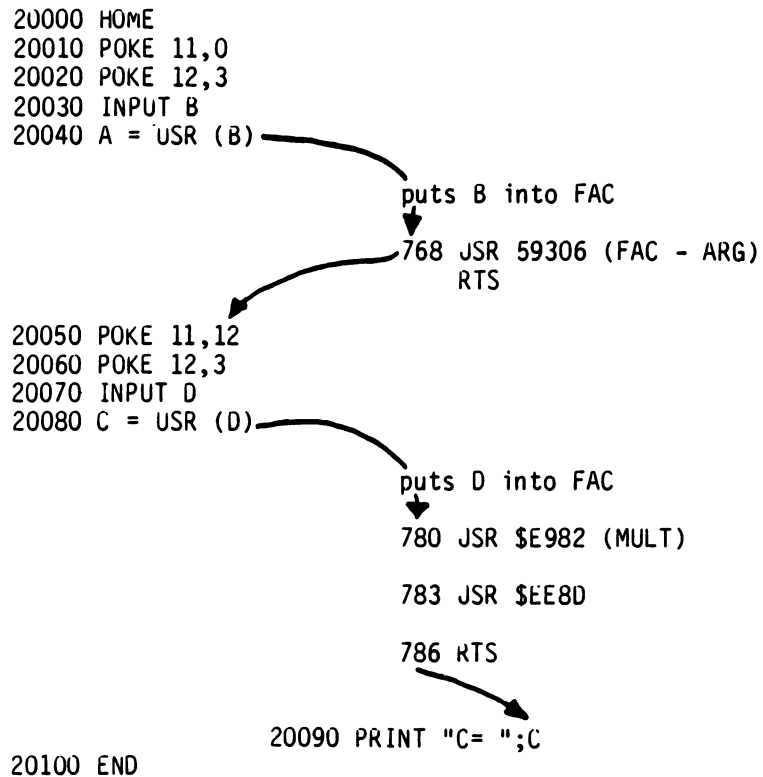 20000 HOME
20010 POKE 11,0
20020 POKE 12,3
20030 INPUT B
20040 A = USR (B)
puts B into FAC
768 JSR 59306 (FAC - ARG)
RTS
20050 POKE 11,12
20060 POKE 12,3
20070 INPUT D
20080 C = USR (D)
puts D into FAC
780 JSR $E982 (MULT)
783 JSR $EE8D
786 RTS
20090 PRINT "C= ";C
20100 END